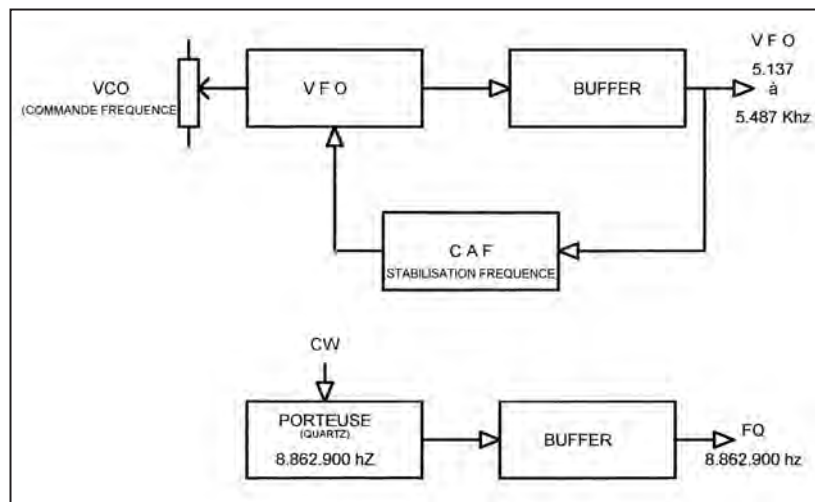 VCO
(COMMANDE FREQUENCE
V F O
BUFFER
V F O
5.137
à
5.487 Khz
C A F
STABILISATION FREQUENCE
CW
PORTEUSE
(QUARTZ)
8.862.900 hZ
BUFFER
FQ
8.862.900 hz